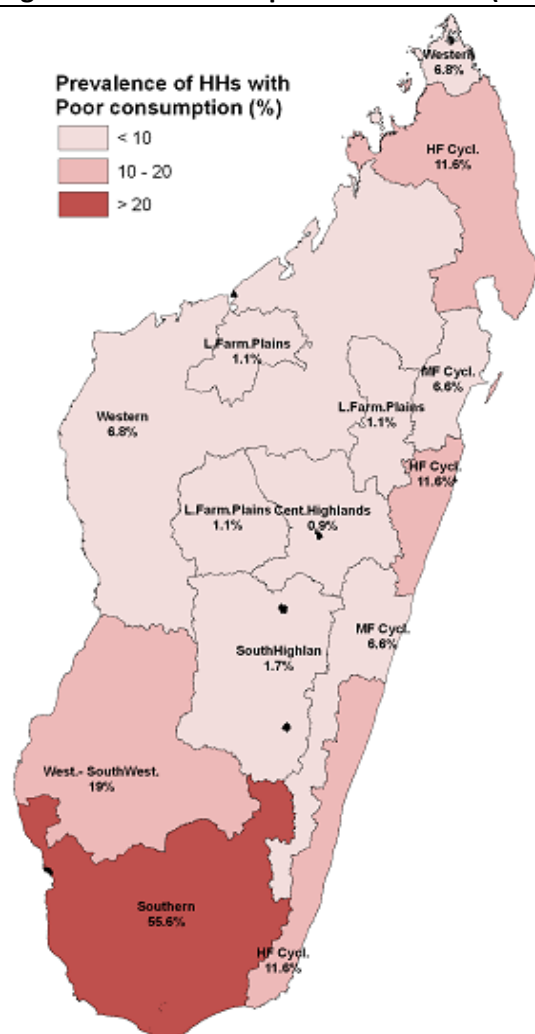 Western
6.8%
Prevalence of HHs with
Poor consumption (%)
< 10
10 - 20
> 20
HF Cycl.
11.6%
L.Farm.Plains
1.1%
MF Cycl.
6.6%
L.Farm.Plains
1.1%
Western
6.8%
HF Cycl.
11.6%
L.Farm.Plains
1.1%
Cent.Highlands
0.9%
MF Cycl.
6.6%
SouthHighlan
1.7%
West.- SouthWest.
19%
Southern
55.6%
HF Cycl.
11.6%